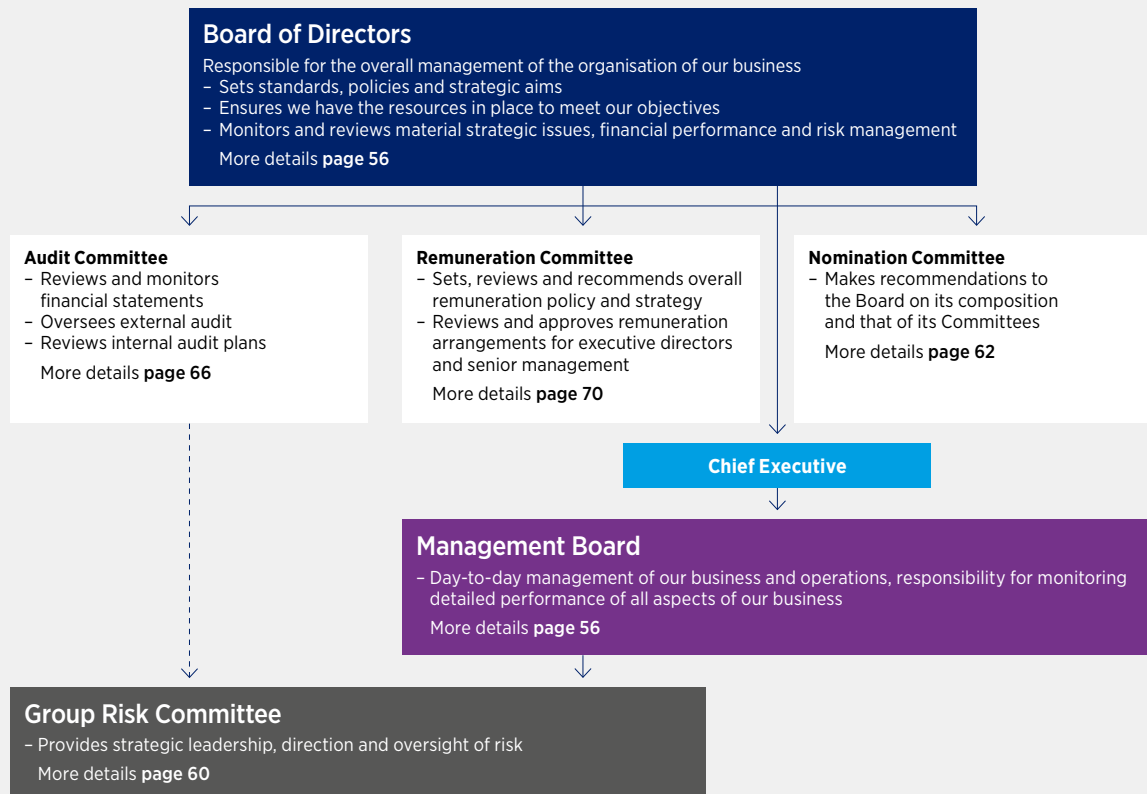 Board of Directors
Responsible for the overall management of the organisation of our business
– Sets standards, policies and strategic aims
– Ensures we have the resources in place to meet our objectives
– Monitors and reviews material strategic issues, financial performance and risk management
More details page 56
Audit Committee
– Reviews and monitors
financial statements
– Oversees external audit
– Reviews internal audit plans
More details page 66
Remuneration Committee
– Sets, reviews and recommends overall
remuneration policy and strategy
– Reviews and approves remuneration
arrangements for executive directors
and senior management
More details page 70
Nomination Committee
– Makes recommendations to
the Board on its composition
and that of its Committees
More details page 62
Chief Executive
Management Board
– Day-to-day management of our business and operations, responsibility for monitoring
detailed performance of all aspects of our business
More details page 56
Group Risk Committee
– Provides strategic leadership, direction and oversight of risk
More details page 60